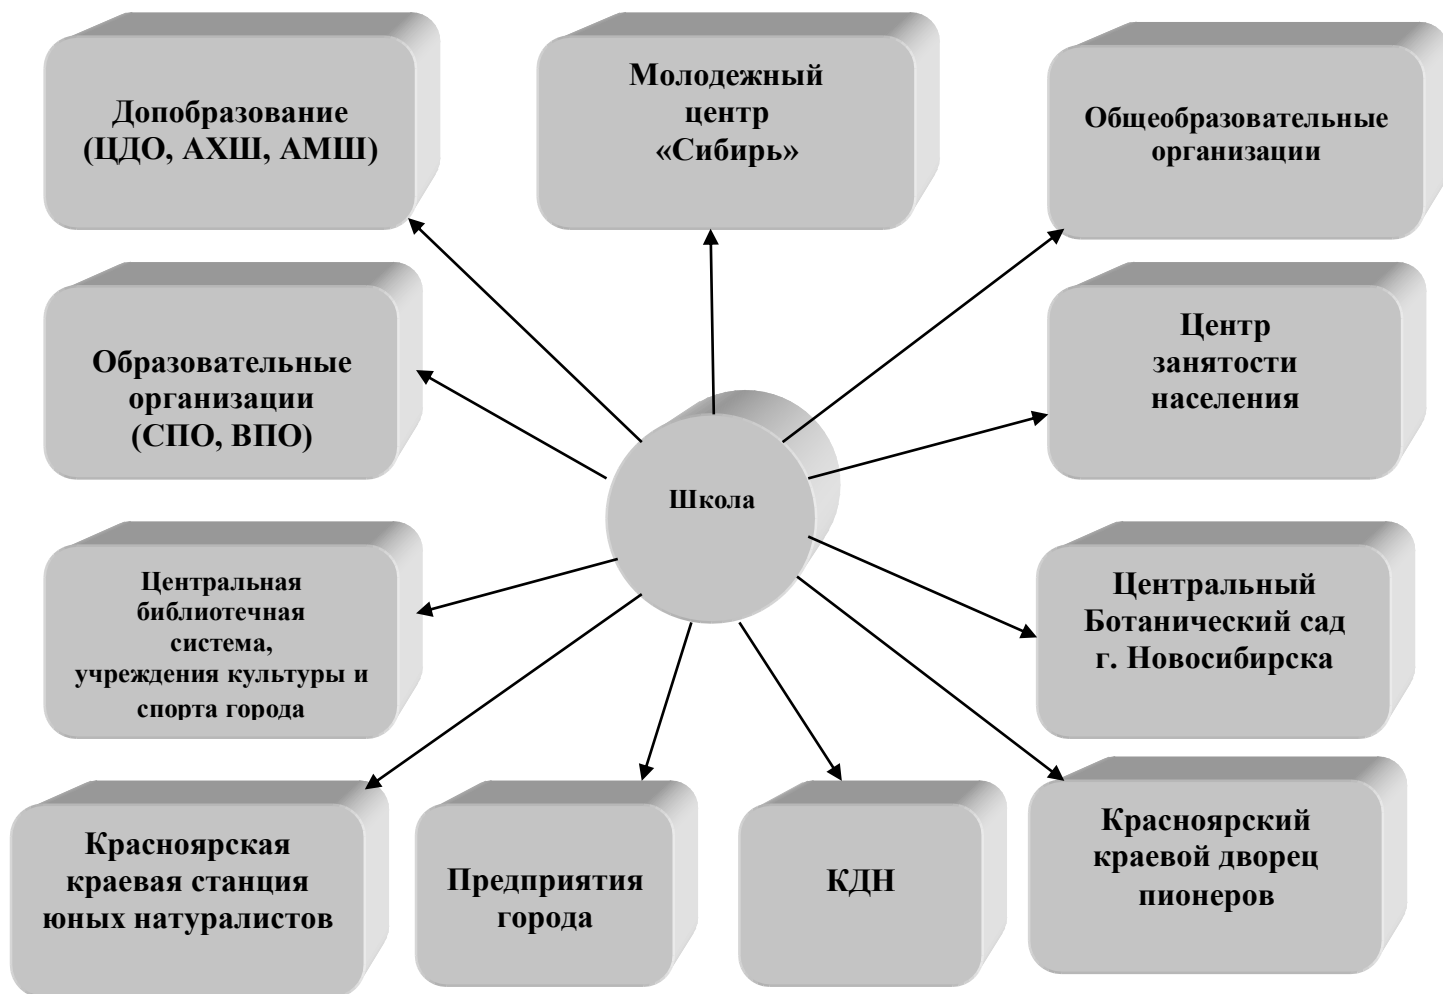 Допобразование
(ЦДО, АХШ, АМШ)
Молодежный
центр
«Сибирь»
Общеобразовательные
организации
Образовательные
организации
(СПО, ВПО)
Центр
занятости
населения
Школа
Центральная
библиотечная
система,
учреждения культуры и
спорта города
Центральный
Ботанический сад
г. Новосибирска
Красноярская
краевая станция
юных натуралистов
Предприятия
города
КДН
Красноярский
краевой дворец
пионеров